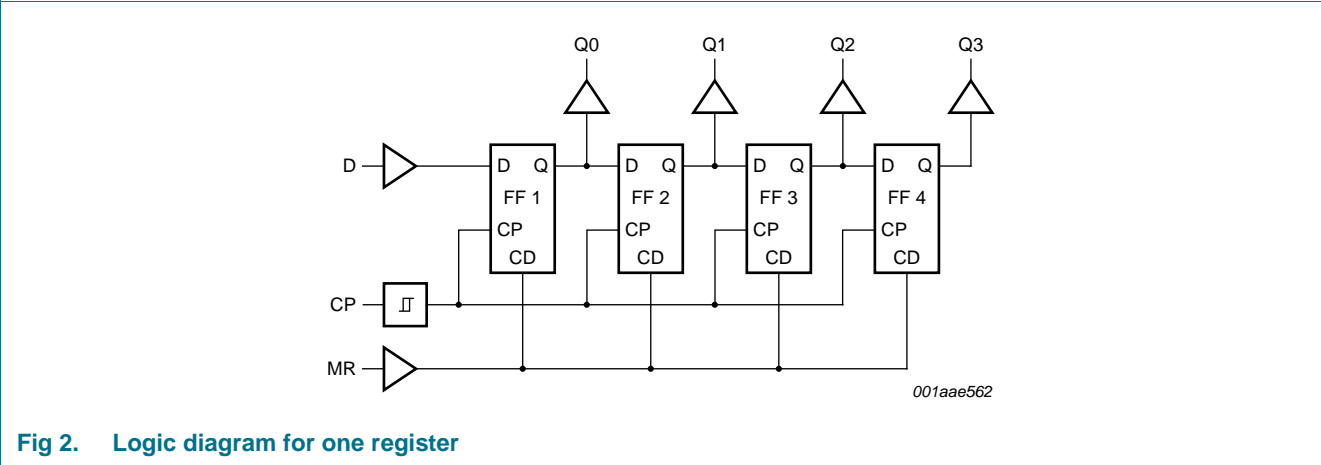 Q0 Q1 Q2 Q3
D D Q D Q D Q D Q
FF 1 FF 2 FF 3 FF 4
CP CP CP CP
CD CD CD CD
CP
MR
001aae562
Fig 2. Logic diagram for one register